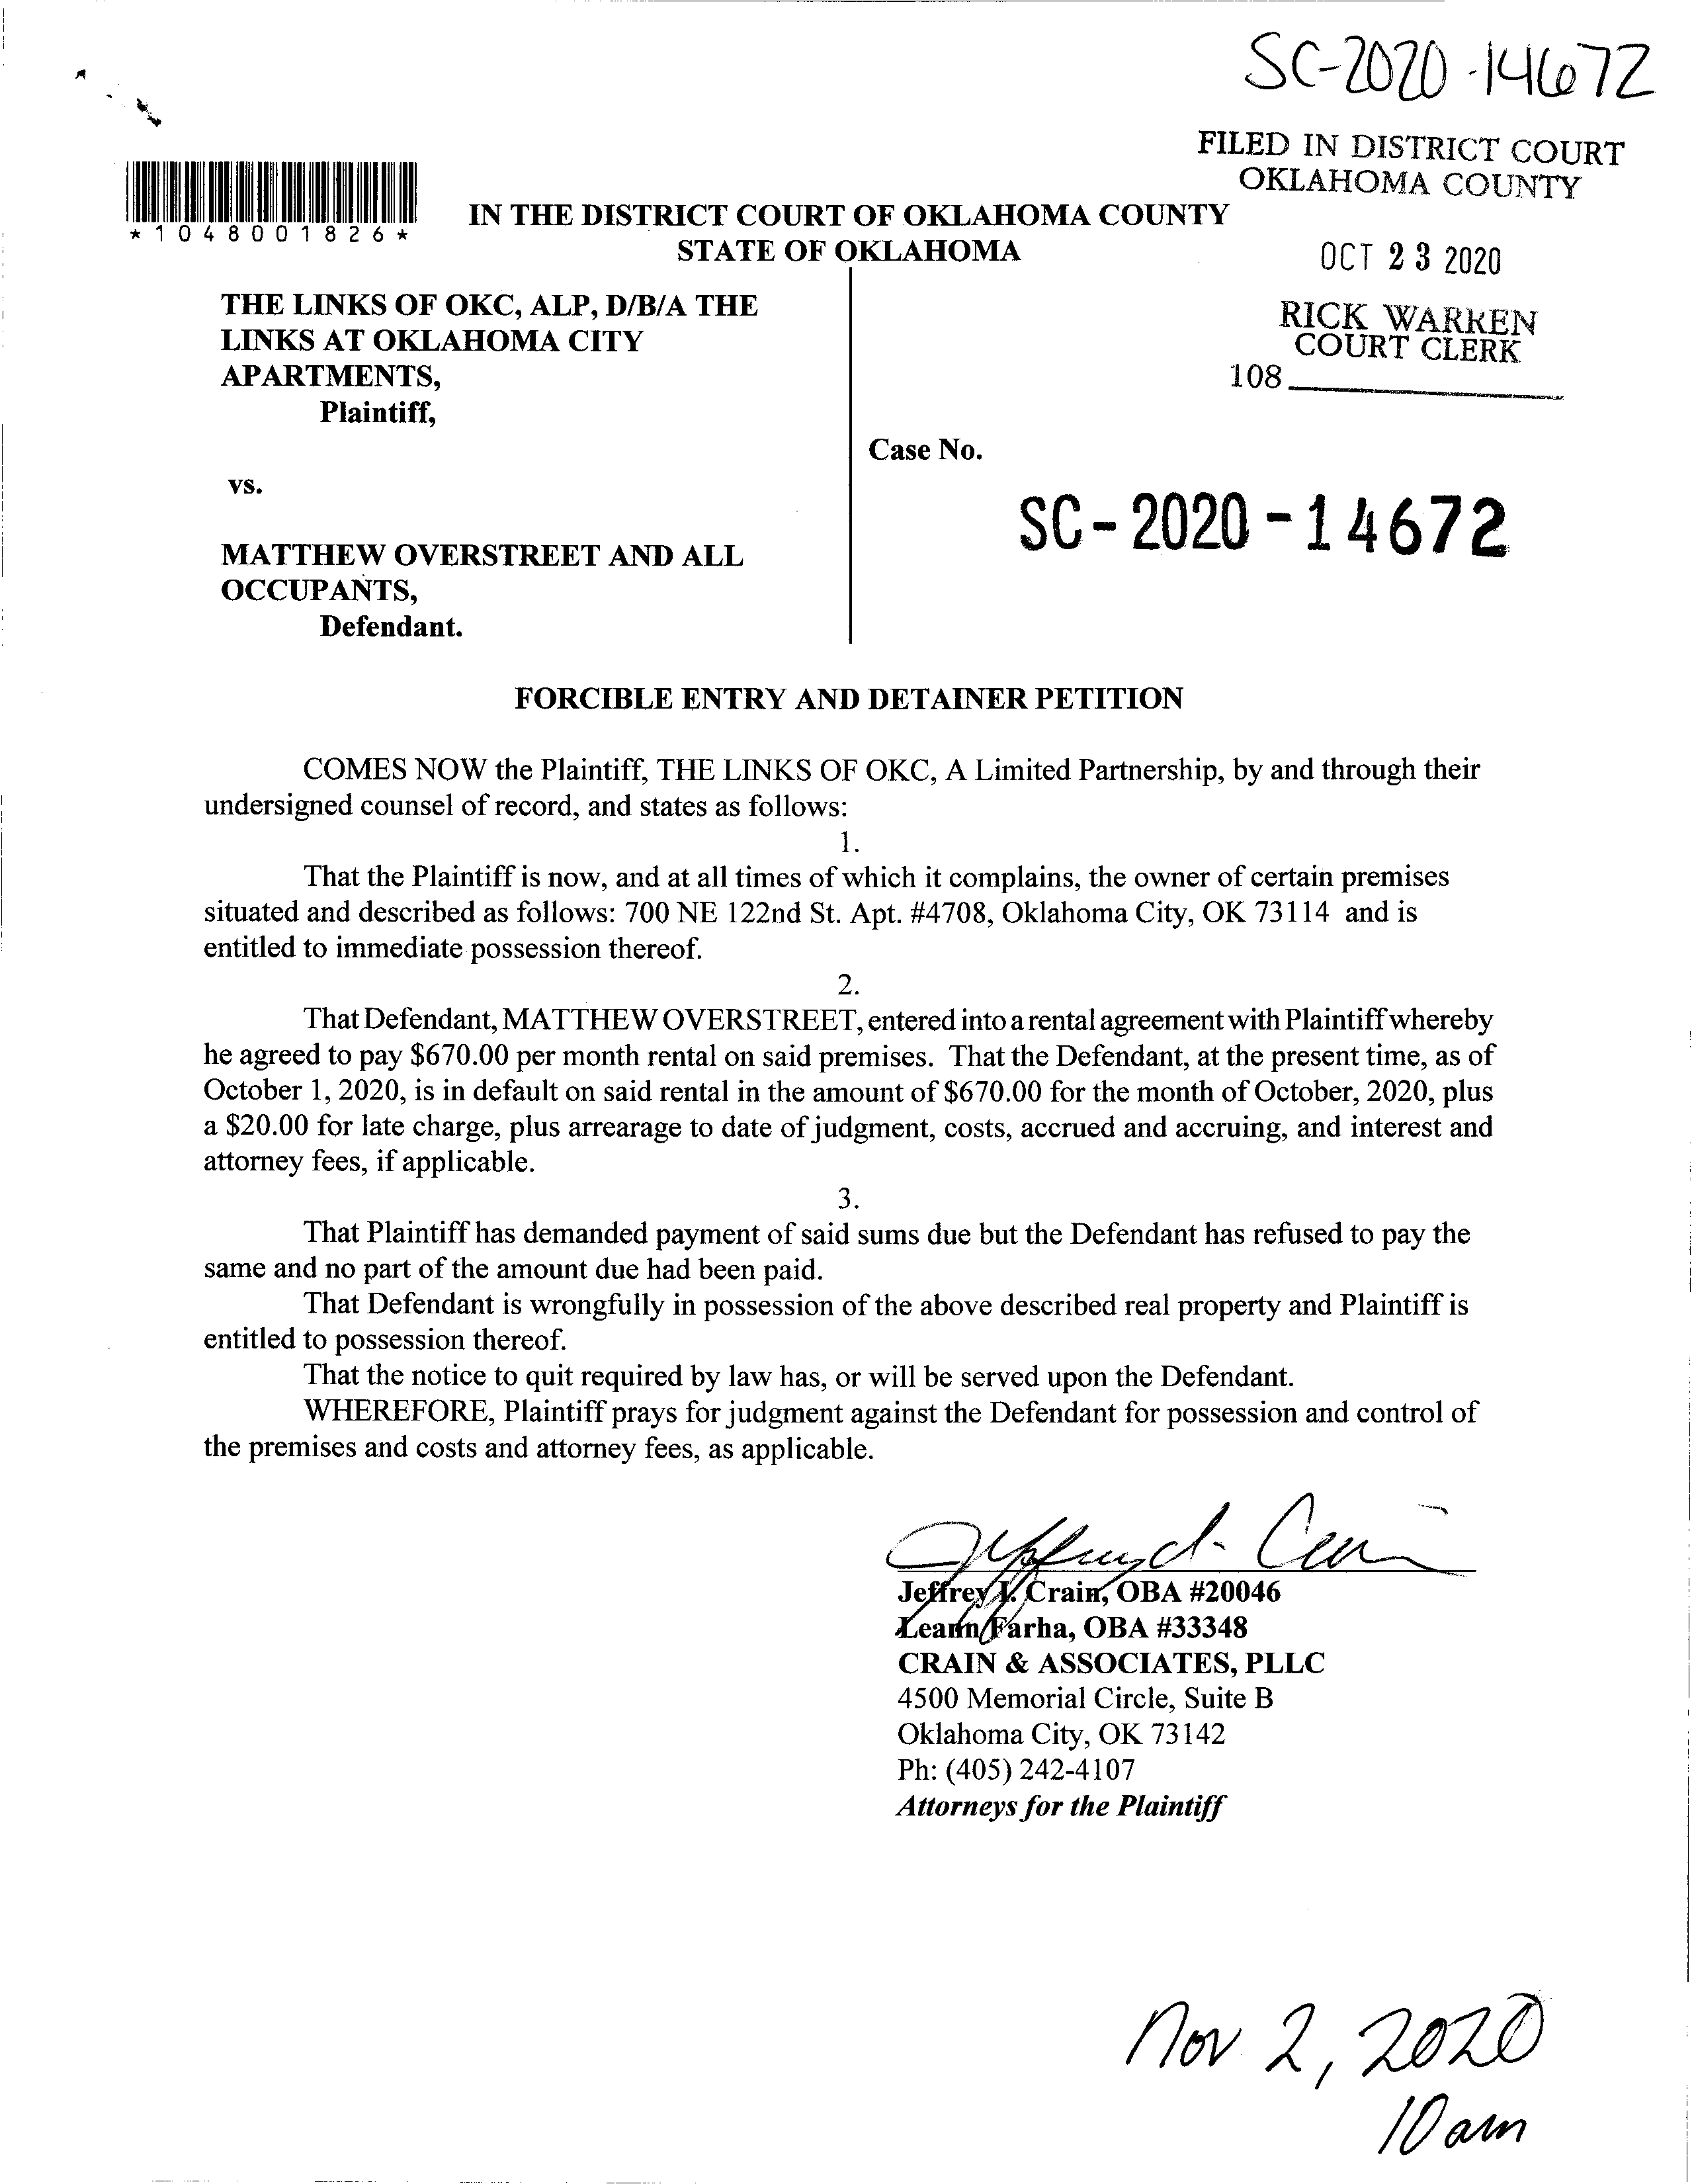 SC-2020-14672
FILED IN DISTRICT COURT
OKLAHOMA COUNTY
*1048001826*
IN THE DISTRICT COURT OF OKLAHOMA COUNTY
STATE OF OKLAHOMA
OCT 23 2020
RICK WARREN
COURT CLERK
108
THE LINKS OF OKC, ALP, D/B/A THE
LINKS AT OKLAHOMA CITY
APARTMENTS,
Plaintiff,
vs.
MATTHEW OVERSTREET AND ALL
OCCUPANTS,
Defendant.
Case No.
SC-2020-14672
FORCIBLE ENTRY AND DETAINER PETITION
COMES NOW the Plaintiff, THE LINKS OF OKC, A Limited Partnership, by and through their
undersigned counsel of record, and states as follows:
1.
That the Plaintiff is now, and at all times of which it complains, the owner of certain premises
situated and described as follows: 700 NE 122nd St. Apt. #4708, Oklahoma City, OK 73114 and is
entitled to immediate possession thereof.
2.
That Defendant, MATTHEW OVERSTREET, entered into a rental agreement with Plaintiff whereby
he agreed to pay $670.00 per month rental on said premises. That the Defendant, at the present time, as of
October 1, 2020, is in default on said rental in the amount of $670.00 for the month of October, 2020, plus
a $20.00 for late charge, plus arrearage to date of judgment, costs, accrued and accruing, and interest and
attorney fees, if applicable.
3.
That Plaintiff has demanded payment of said sums due but the Defendant has refused to pay the
same and no part of the amount due had been paid.
That Defendant is wrongfully in possession of the above described real property and Plaintiff is
entitled to possession thereof.
That the notice to quit required by law has, or will be served upon the Defendant.
WHEREFORE, Plaintiff prays for judgment against the Defendant for possession and control of
the premises and costs and attorney fees, as applicable.
Jeffrey Crain, OBA #20046
Leann Farha, OBA #33348
CRAIN & ASSOCIATES, PLLC
4500 Memorial Circle, Suite B
Oklahoma City, OK 73142
Ph: (405) 242-4107
Attorneys for the Plaintiff
Nov 2, 2020
10 am